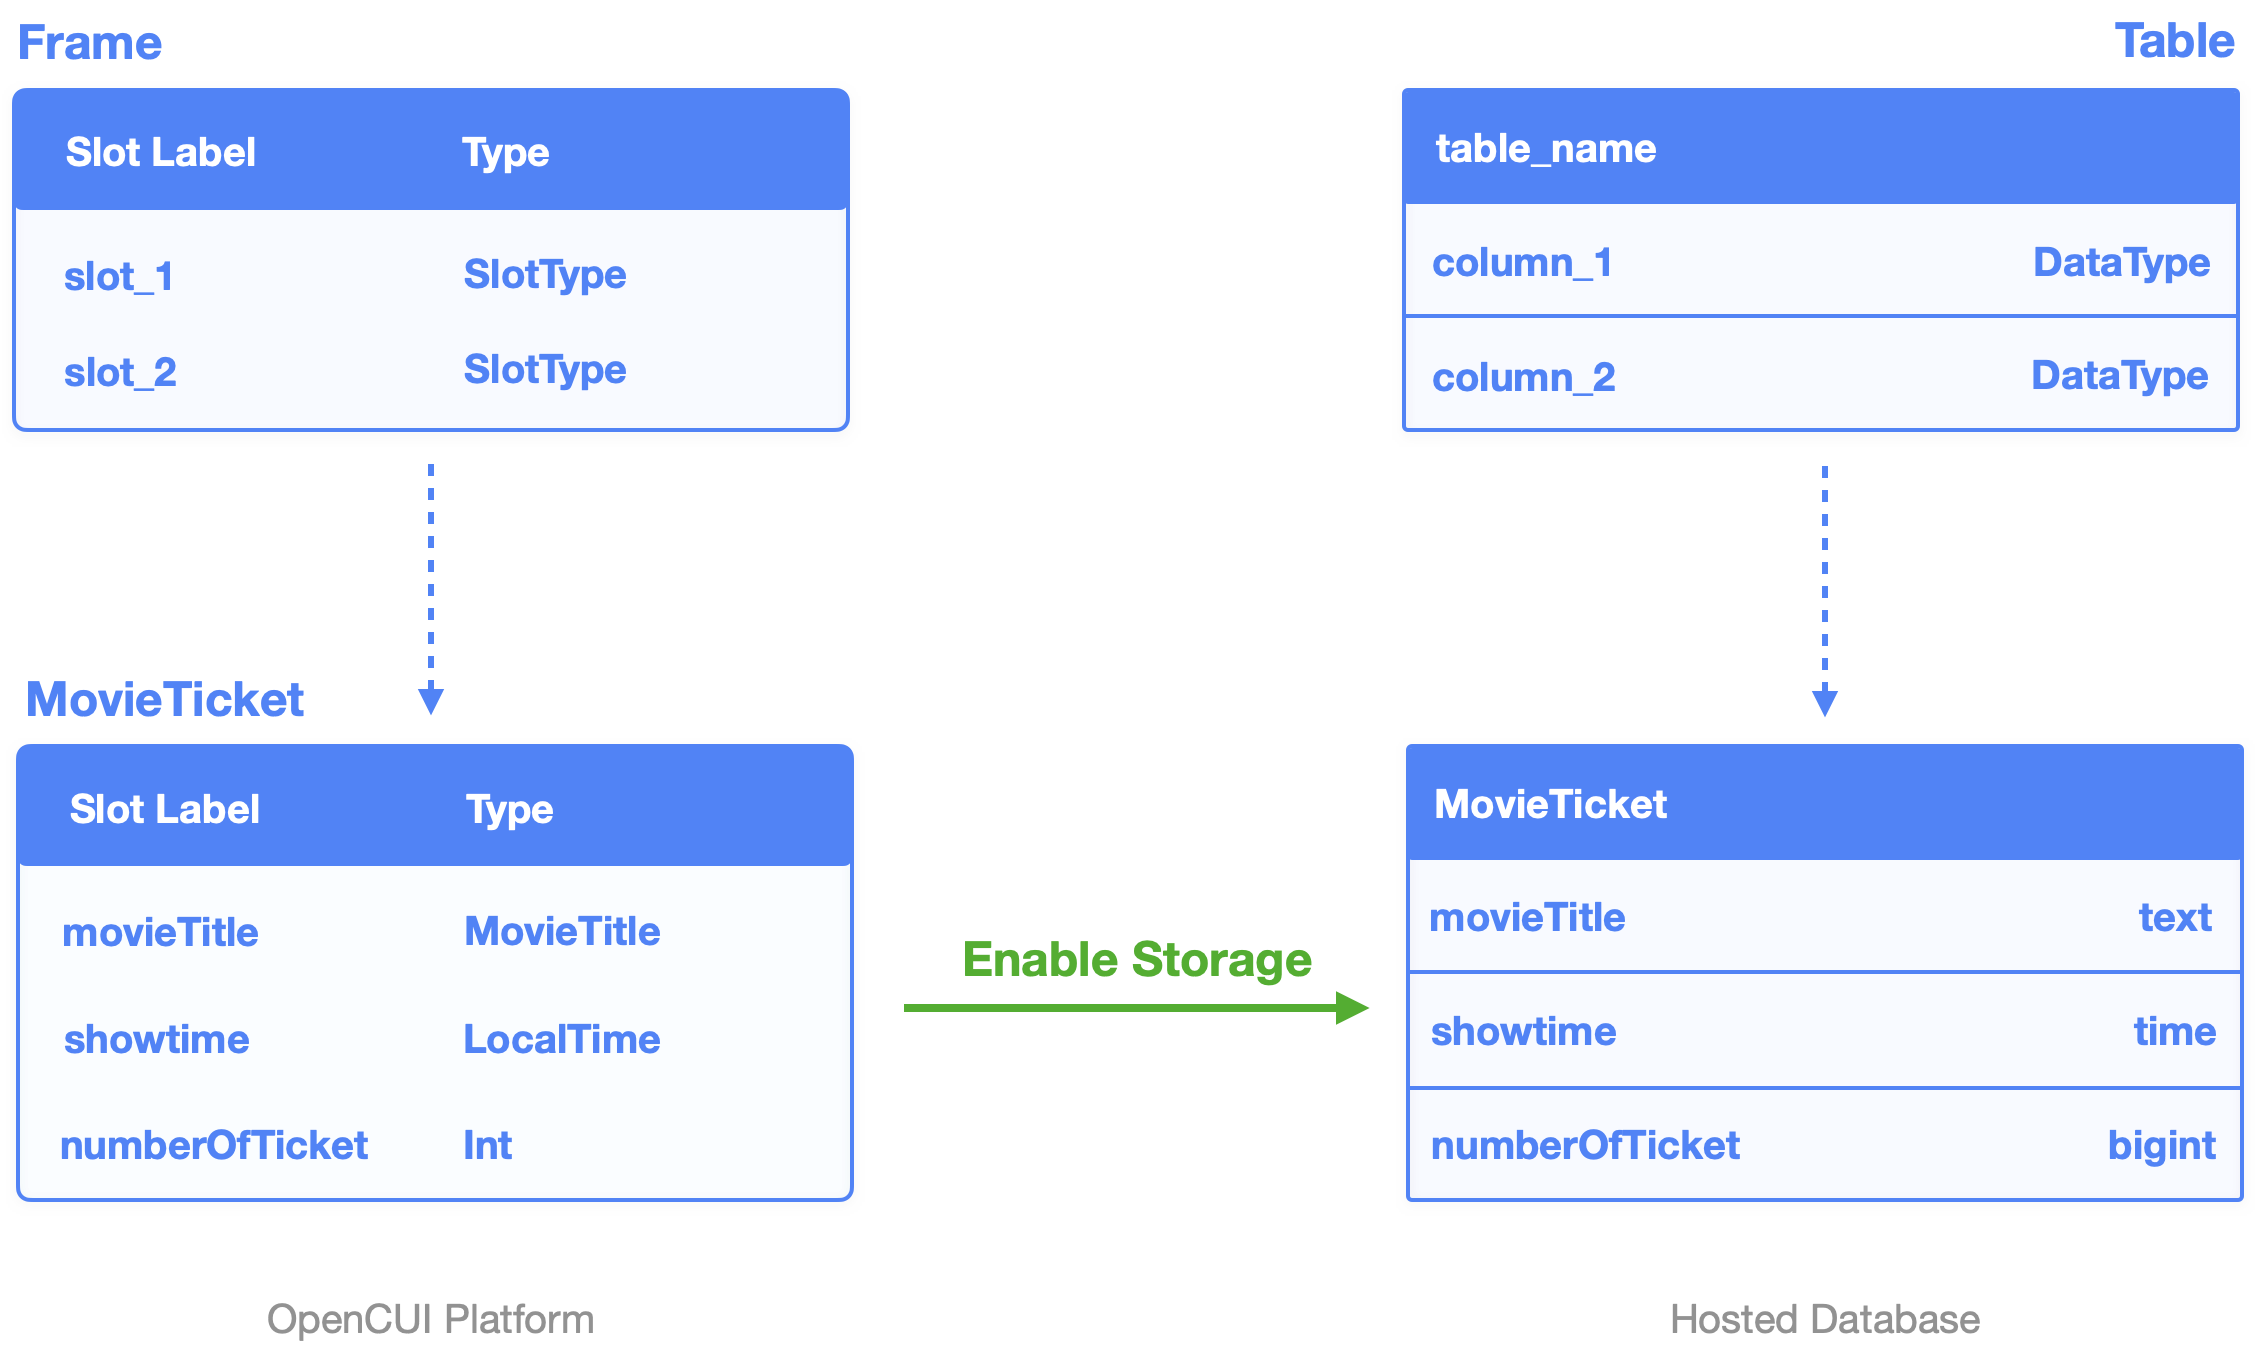 Frame
Table
Slot Label Type
table_name
slot_1 SlotType
column_1 DataType
slot_2 SlotType
column_2 DataType
MovieTicket
Slot Label Type
MovieTicket
movieTitle MovieTitle
movieTitle text
Enable Storage
showtime LocalTime
showtime time
numberOfTicket Int
numberOfTicket bigint
OpenCUI Platform
Hosted Database